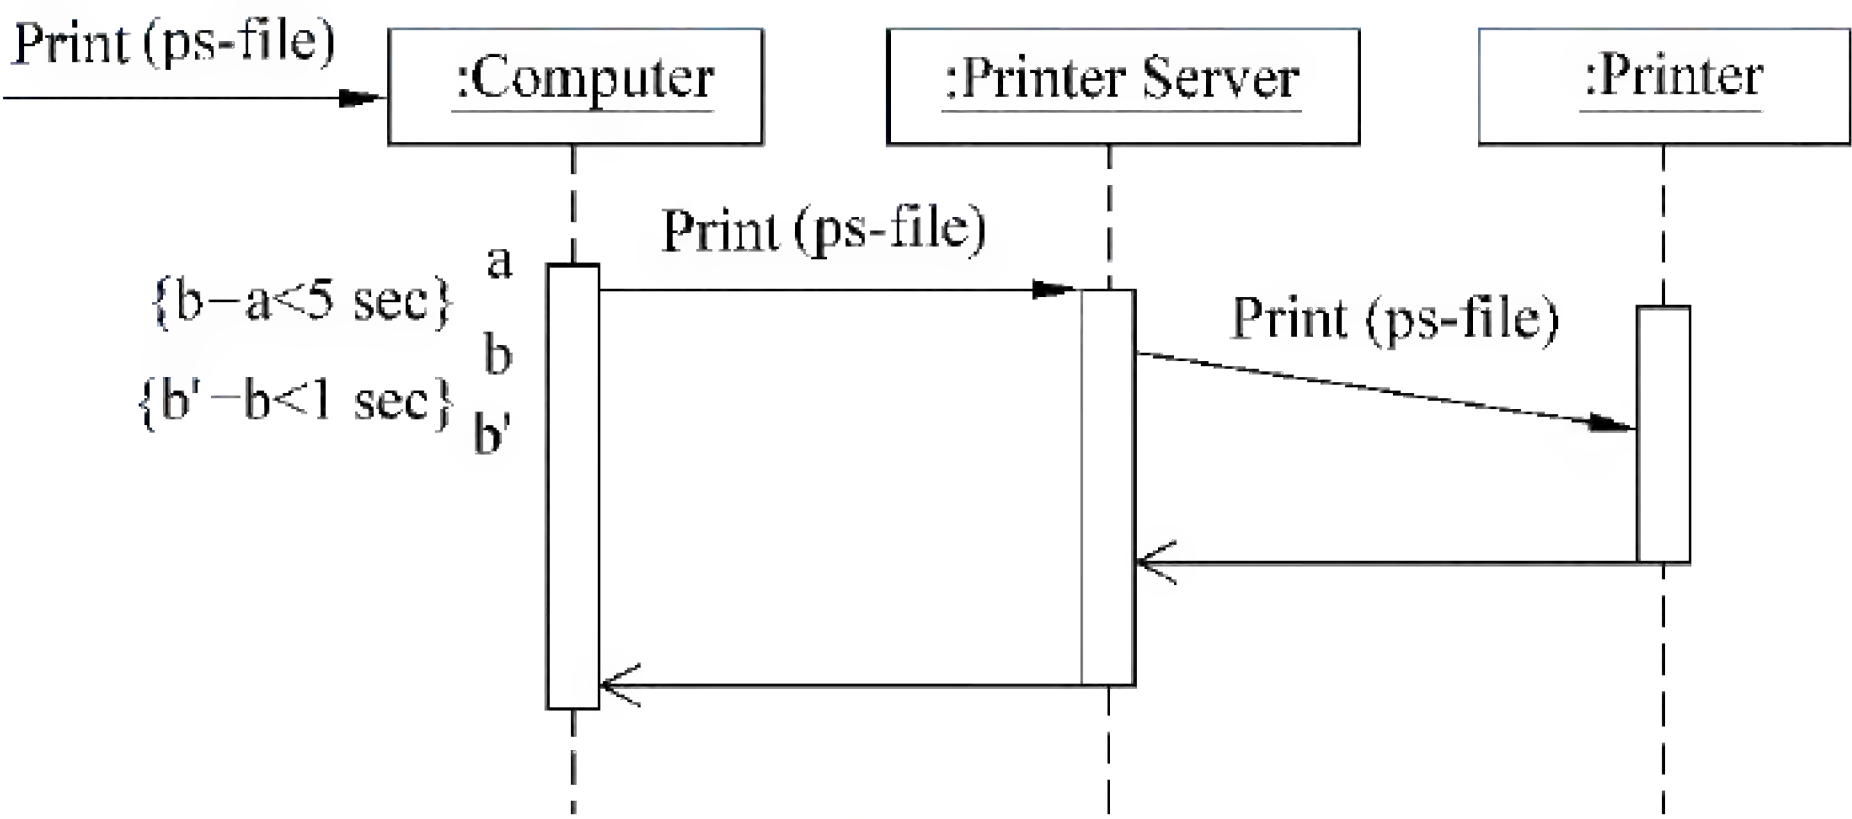 Print (ps-file)
:Computer
:Printer Server
:Printer
Print (ps-file)
a
{b−a<5 sec}
Print (ps-file)
b
{b'−b<1 sec}
b'